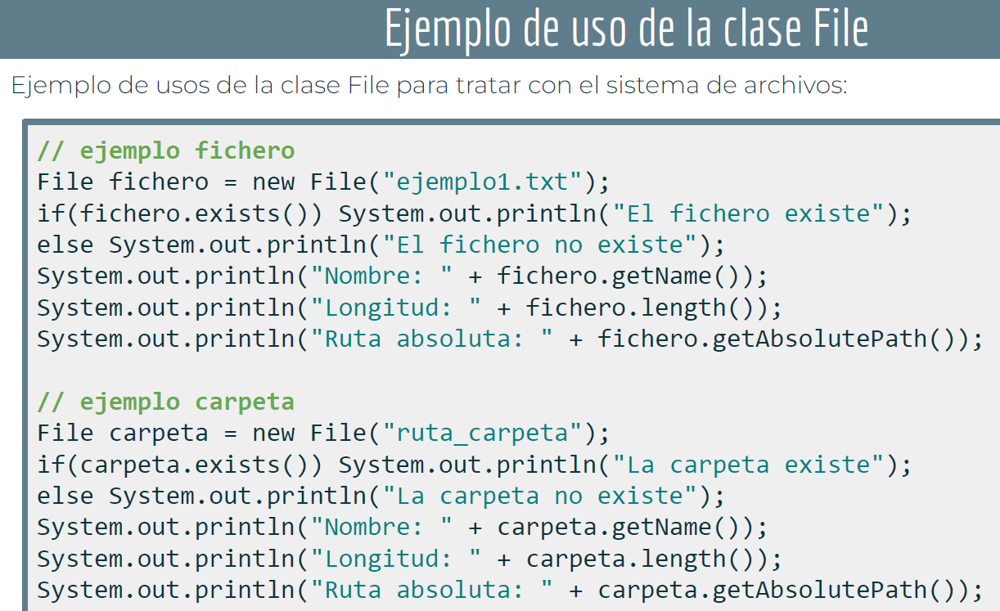 Ejemplo de uso de la clase File
Ejemplo de usos de la clase File para tratar con el sistema de archivos:
// ejemplo fichero
File fichero = new File("ejemplo1.txt");
if(fichero.exists()) System.out.println("El fichero existe");
else System.out.println("El fichero no existe");
System.out.println("Nombre: " + fichero.getName());
System.out.println("Longitud: " + fichero.length());
System.out.println("Ruta absoluta: " + fichero.getAbsolutePath());
// ejemplo carpeta
File carpeta = new File("ruta_carpeta");
if(carpeta.exists()) System.out.println("La carpeta existe");
else System.out.println("La carpeta no existe");
System.out.println("Nombre: " + carpeta.getName());
System.out.println("Longitud: " + carpeta.length());
System.out.println("Ruta absoluta: " + carpeta.getAbsolutePath());